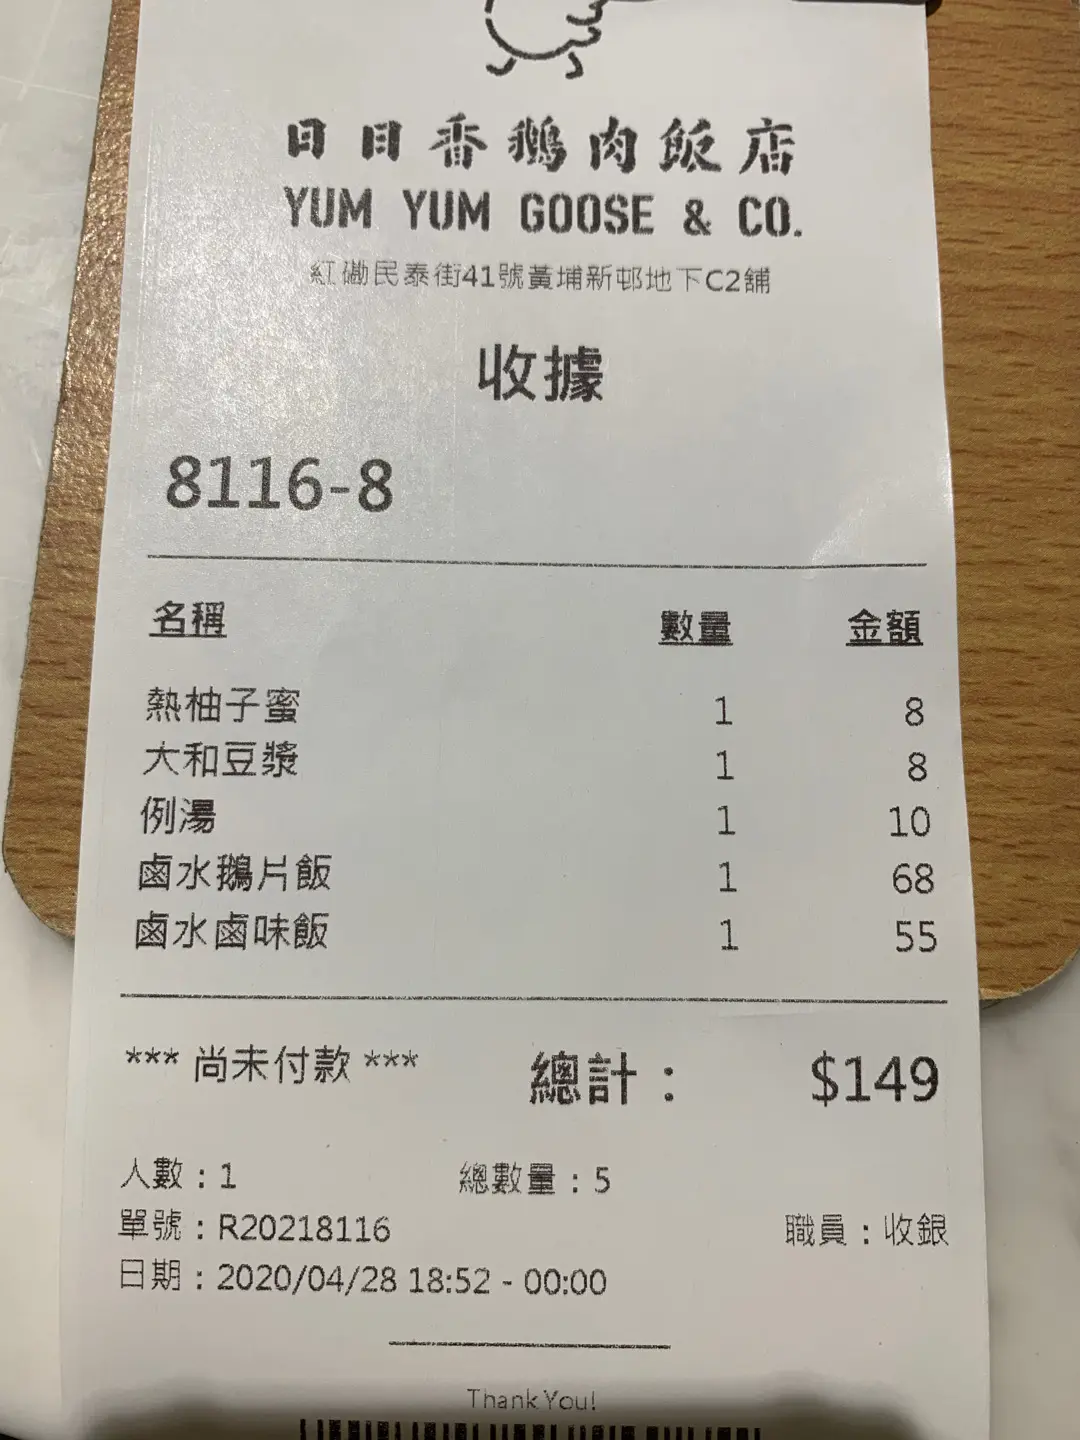 日日香鵝肉飯店
YUM YUM GOOSE & CO.
紅磡民泰街41號黃埔新邨地下C2舖
收據
8116-8
名稱 數量 金額
熱柚子蜜 1 8
大和豆漿 1 8
例湯 1 10
鹵水鵝片飯 1 68
鹵水鹵味飯 1 55
*** 尚未付款 *** 總計： $149
人數：1 總數量：5
單號：R20218116 職員：收銀
日期：2020/04/28 18:52 - 00:00
Thank You!